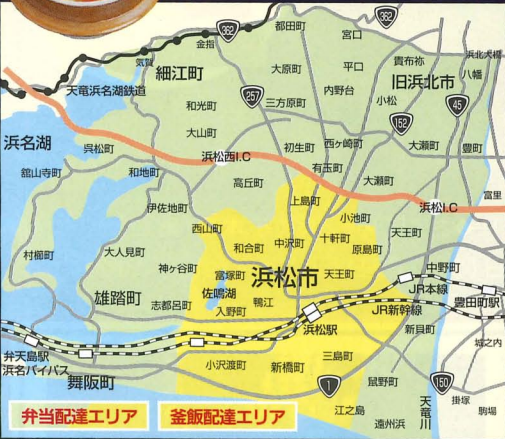 362
都田町
宮口
362
金指
気賀
細江町
大原町
平口
貴布祢
浜北大橋
八幡
旧浜北市
天竜浜名湖鉄道
内野台
小松
257
三方原町
45
和光町
152
浜名湖
大山町
初生町
西ヶ崎町
大瀬町
豊町
呉松町
浜松西I.C
有玉町
舘山寺町
和地町
高丘町
大瀬町
上島町
富里
浜松I.C
伊佐地町
小池町
西山町
天王町
中沢町
十軒町
和合町
原島町
村櫛町
大人見町
神ヶ谷町
浜松市
天王町
中野町
富塚町
佐鳴湖
鴨江
JR本線
雄踏町
志都呂町
入野町
JR新幹線
豊田町駅
浜松駅
新貝町
城之内
弁天島駅
浜名バイパス
三島町
小沢渡町
新橋町
舞阪町
1
鼠野町
150
掛塚
駒場
天竜川
江之島
遠州浜
弁当配達エリア
釜飯配達エリア